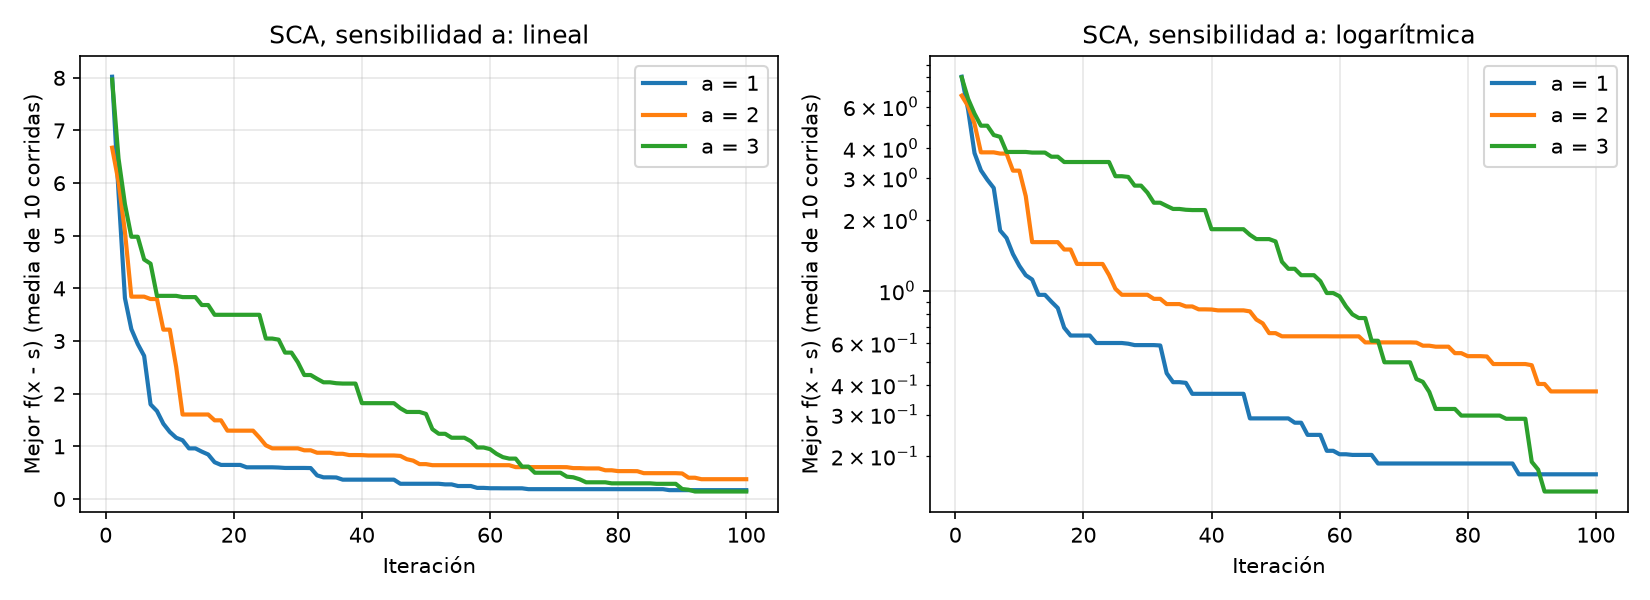 SCA, sensibilidad a: lineal
Mejor f(x - s) (media de 10 corridas)
8
7
6
5
4
3
2
1
0
0 20 40 60 80 100
Iteración
a = 1
a = 2
a = 3
SCA, sensibilidad a: logarítmica
Mejor f(x - s) (media de 10 corridas)
6 × 10⁰
4 × 10⁰
3 × 10⁰
2 × 10⁰
10⁰
6 × 10⁻¹
4 × 10⁻¹
3 × 10⁻¹
2 × 10⁻¹
0 20 40 60 80 100
Iteración
a = 1
a = 2
a = 3